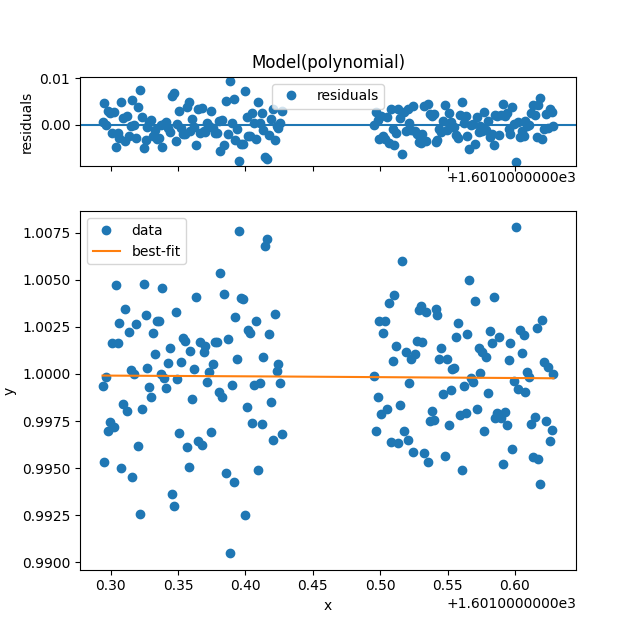 Model(polynomial)
0.01
0.00
residuals
residuals
+1.6010000000e3
data
best-fit
1.0075
1.0050
1.0025
1.0000
0.9975
0.9950
0.9925
0.9900
y
0.30 0.35 0.40 0.45 0.50 0.55 0.60
x
+1.6010000000e3